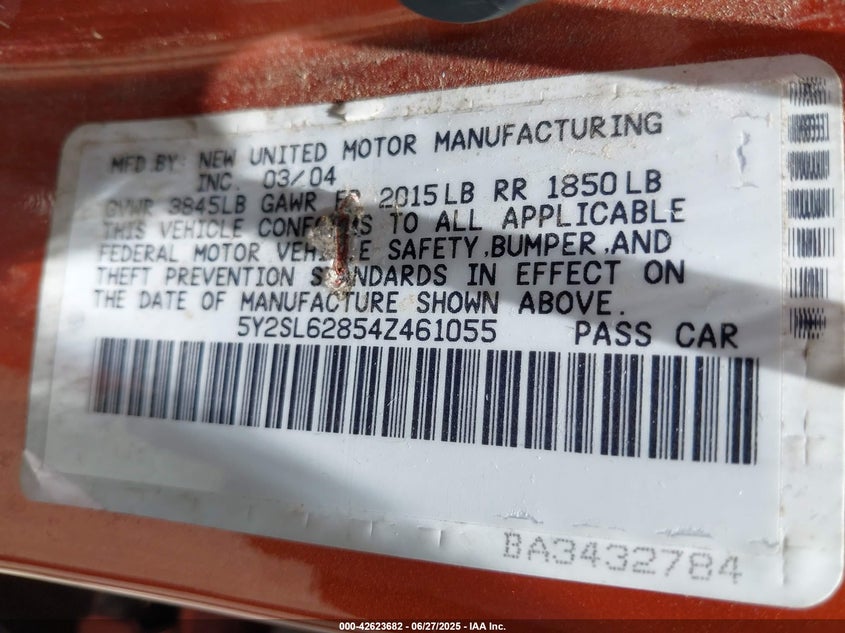 MFD.BY: NEW UNITED MOTOR MANUFACTURING
INC. 03/04
GVWR 3845LB GAWR FR 2015LB RR 1850LB
THIS VEHICLE CONFORMS TO ALL APPLICABLE
FEDERAL MOTOR VEHICLE SAFETY,BUMPER,AND
THEFT PREVENTION STANDARDS IN EFFECT ON
THE DATE OF MANUFACTURE SHOWN ABOVE.
5Y2SL62854Z461055 PASS CAR
BA3432784
000-42623682 - 06/27/2025 - IAA Inc.